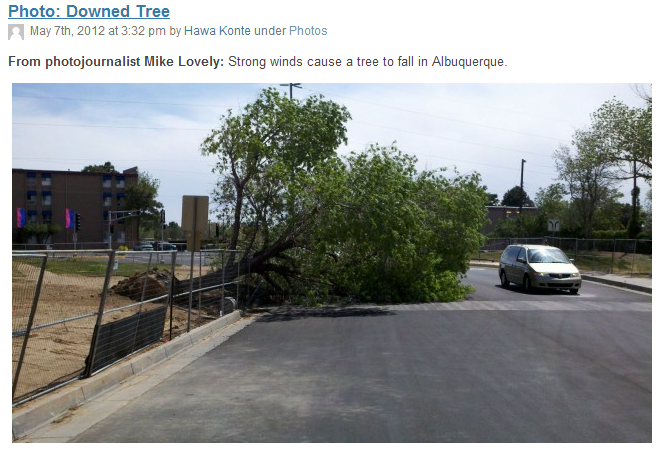 Photo: Downed Tree
May 7th, 2012 at 3:32 pm by Hawa Konte under Photos
From photojournalist Mike Lovely: Strong winds cause a tree to fall in Albuquerque.